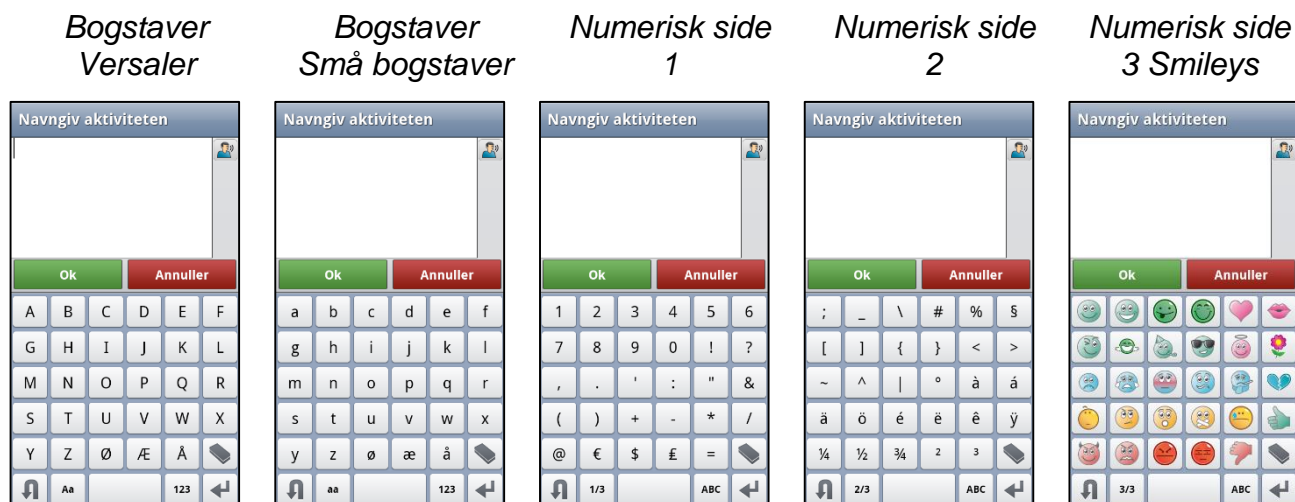 Bogstaver
Versaler
Bogstaver
Små bogstaver
Numerisk side
1
Numerisk side
2
Numerisk side
3 Smileys
Navngiv aktiviteten
Ok Annuller
A B C D E F
G H I J K L
M N O P Q R
S T U V W X
Y Z Ø Æ Å
Aa 123
Navngiv aktiviteten
Ok Annuller
a b c d e f
g h i j k l
m n o p q r
s t u v w x
y z ø æ å
aa 123
Navngiv aktiviteten
Ok Annuller
1 2 3 4 5 6
7 8 9 0 ! ?
, . ' : " &
( ) + - * /
@ € $ £ =
1/3 ABC
Navngiv aktiviteten
Ok Annuller
; _ \ # % §
[ ] { } < >
~ ^ | ° à á
ä ö é ë ê ÿ
¼ ½ ¾ ² ³
2/3 ABC
Navngiv aktiviteten
Ok Annuller
3/3 ABC